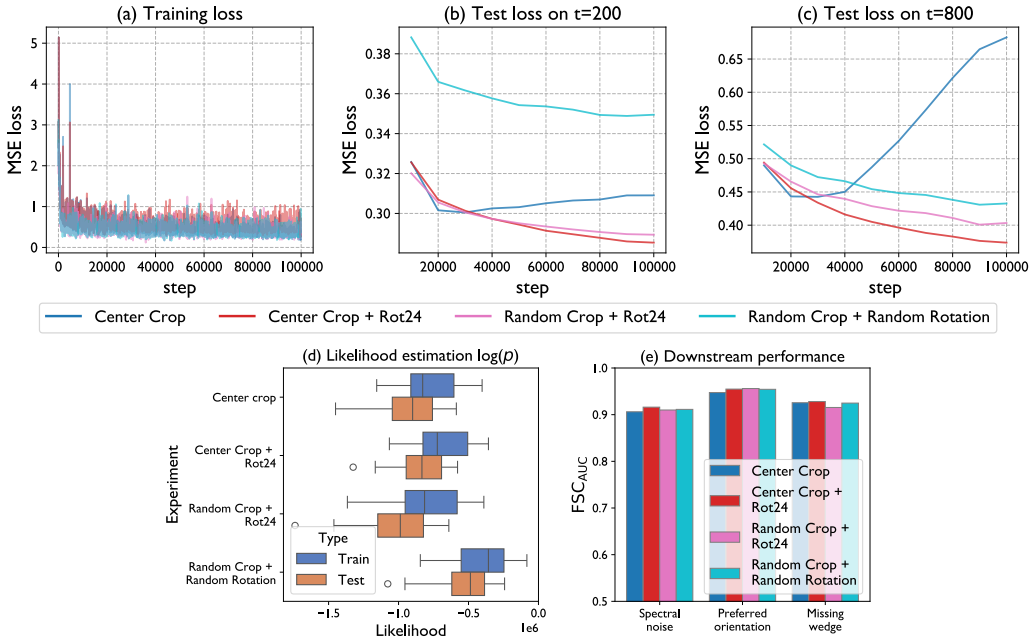 (a) Training loss
(b) Test loss on t=200
(c) Test loss on t=800
MSE loss
5
4
3
2
1
0
0
20000
40000
60000
80000
100000
step
MSE loss
0.38
0.36
0.34
0.32
0.30
20000
40000
60000
80000
100000
step
MSE loss
0.65
0.60
0.55
0.50
0.45
0.40
20000
40000
60000
80000
100000
step
Center Crop
Center Crop + Rot24
Random Crop + Rot24
Random Crop + Random Rotation
(d) Likelihood estimation log(p)
Experiment
Center crop
Center Crop +
Rot24
Random Crop +
Rot24
Random Crop +
Random Rotation
Type
Train
Test
−1.5
−1.0
−0.5
0.0
1e6
Likelihood
(e) Downstream performance
FSC_AUC
1.0
0.9
0.8
0.7
0.6
0.5
Center Crop
Center Crop +
Rot24
Random Crop +
Rot24
Random Crop +
Random Rotation
Spectral
noise
Preferred
orientation
Missing
wedge